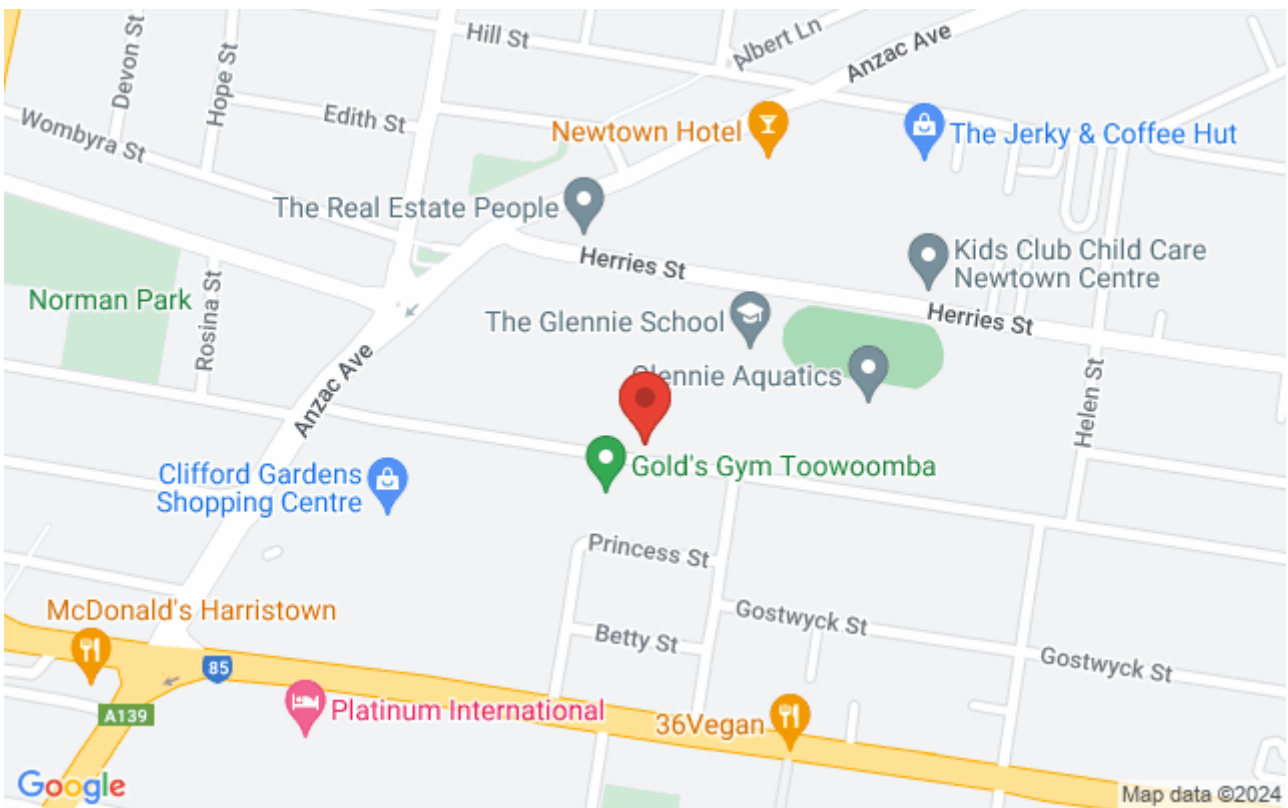 Hill St
Albert Ln
Anzac Ave
Devon St
Hope St
Edith St
Wombyra St
Newtown Hotel
The Jerky & Coffee Hut
The Real Estate People
Herries St
Kids Club Child Care
Newtown Centre
Norman Park
Rosina St
The Glennie School
Herries St
Anzac Ave
Glennie Aquatics
Helen St
Clifford Gardens
Shopping Centre
Gold's Gym Toowoomba
Princess St
McDonald's Harristown
Gostwyck St
Betty St
Gostwyck St
85
A139
Platinum International
36Vegan
Google
Map data ©2024